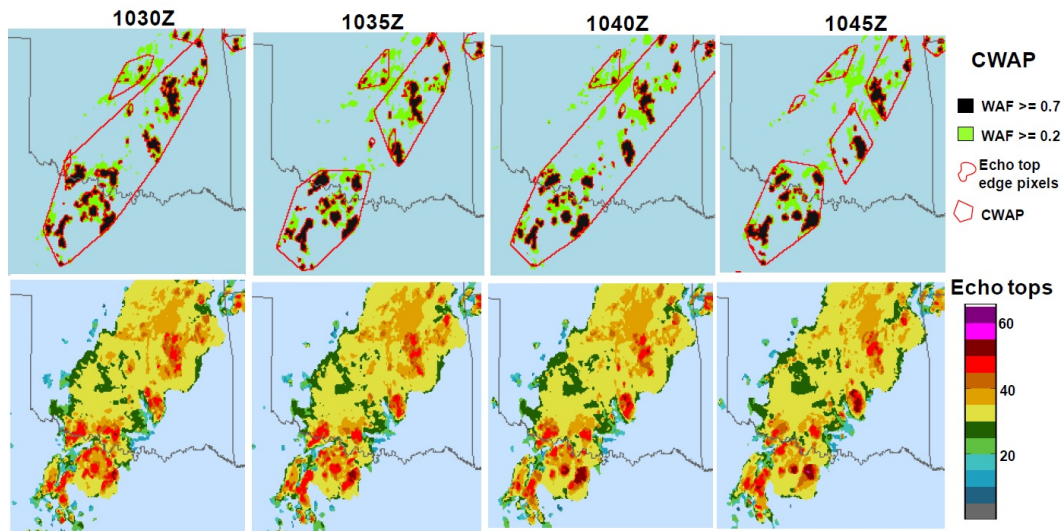 1030Z
1035Z
1040Z
1045Z
CWAP
WAF >= 0.7
WAF >= 0.2
Echo top
edge pixels
CWAP
Echo tops
60
40
20